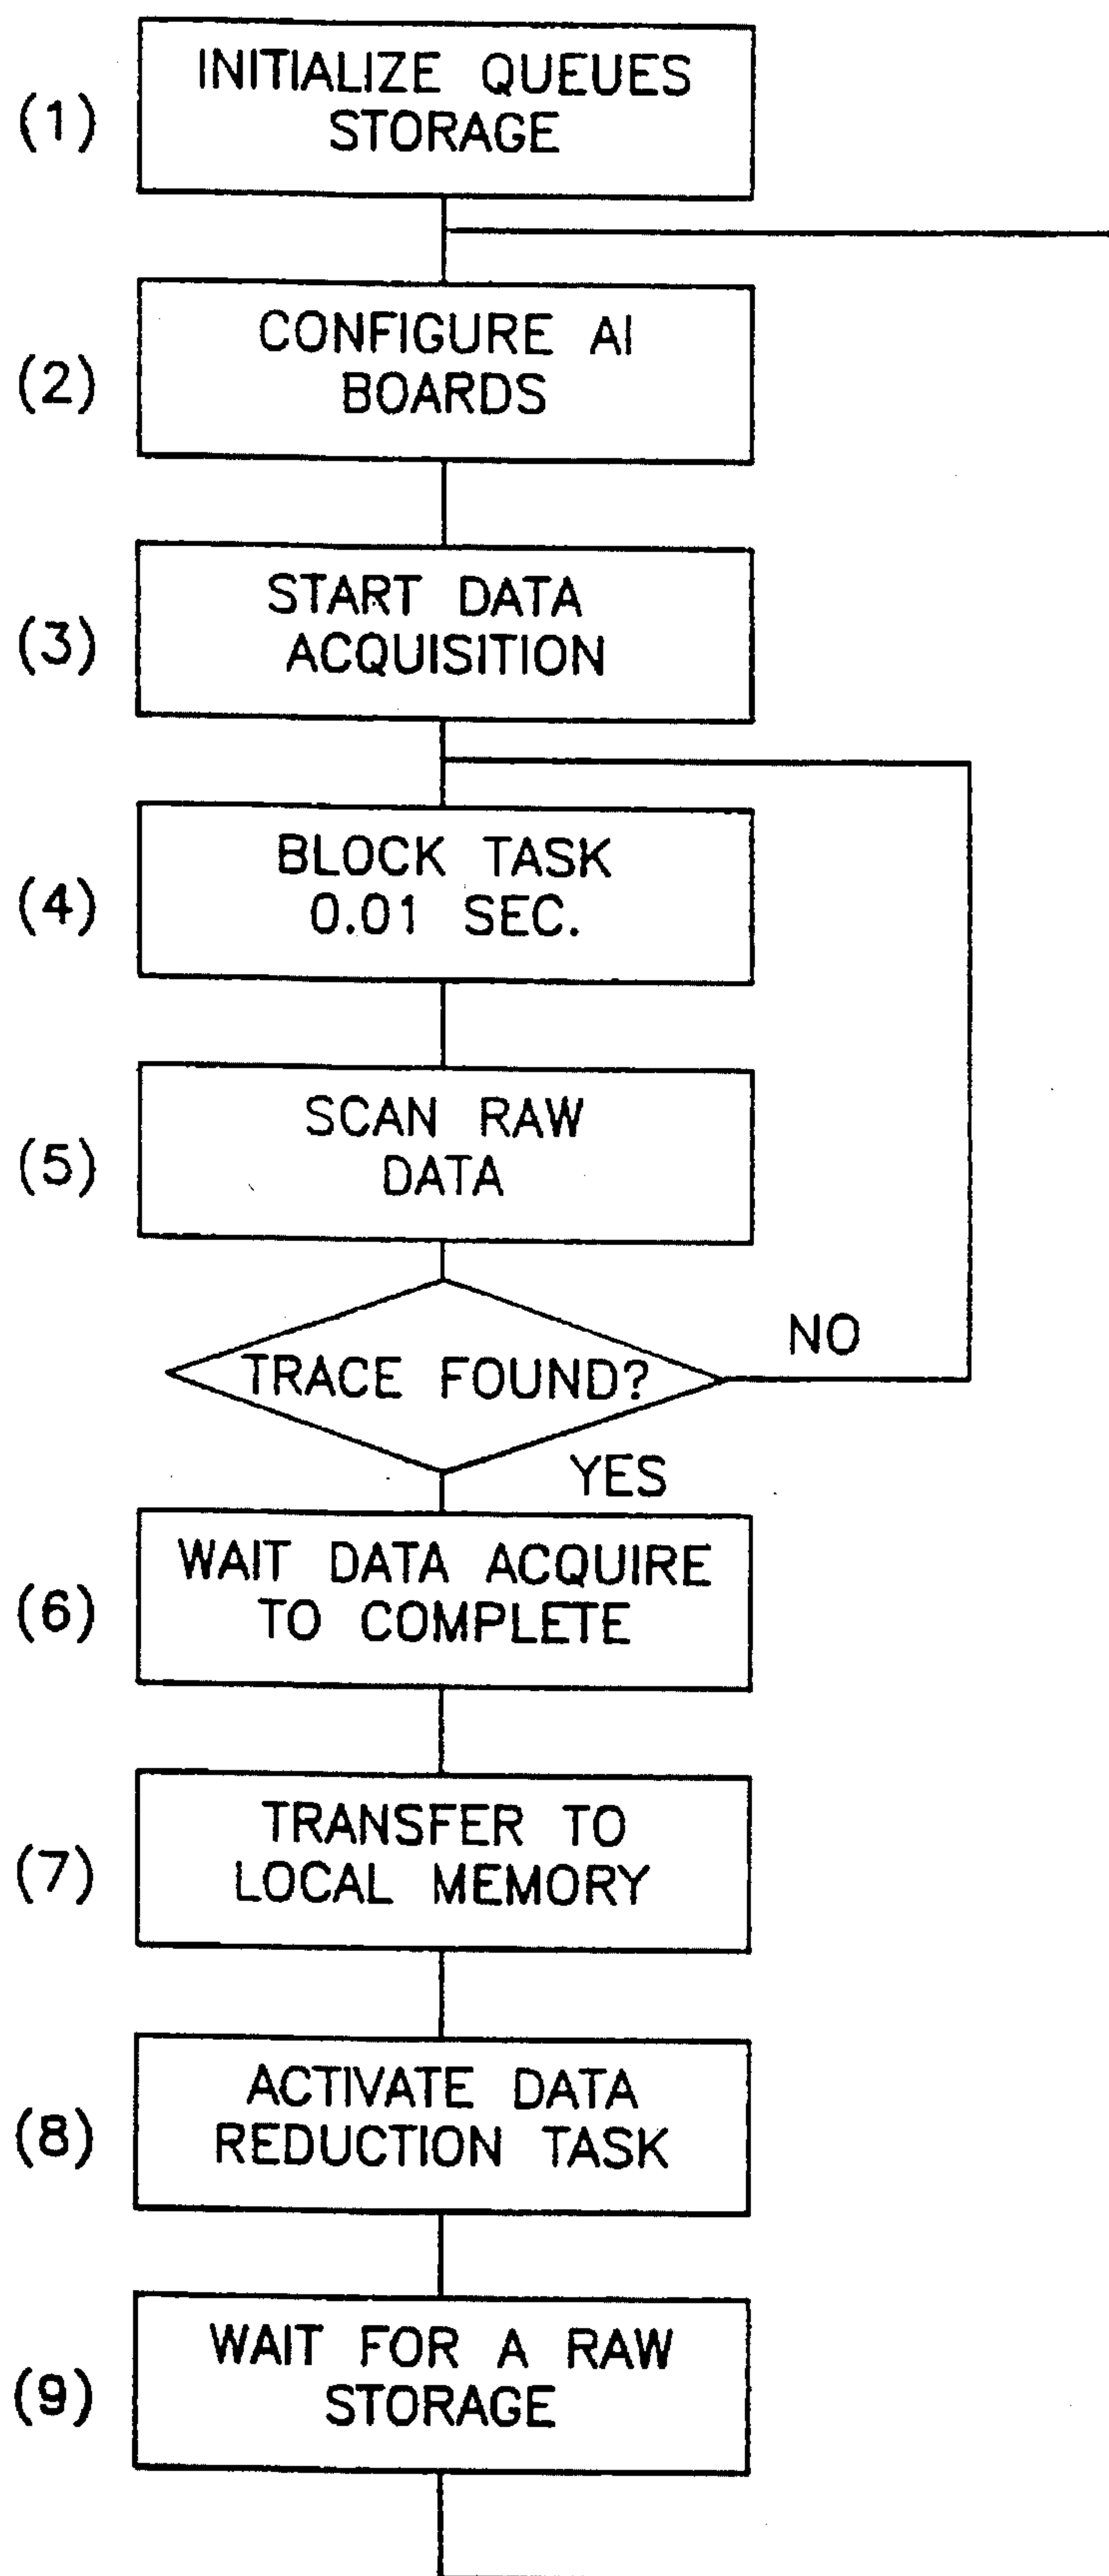 (1)
INITIALIZE QUEUES
STORAGE
(2)
CONFIGURE AI
BOARDS
(3)
START DATA
ACQUISITION
(4)
BLOCK TASK
0.01 SEC.
(5)
SCAN RAW
DATA
TRACE FOUND?
NO
YES
(6)
WAIT DATA ACQUIRE
TO COMPLETE
(7)
TRANSFER TO
LOCAL MEMORY
(8)
ACTIVATE DATA
REDUCTION TASK
(9)
WAIT FOR A RAW
STORAGE